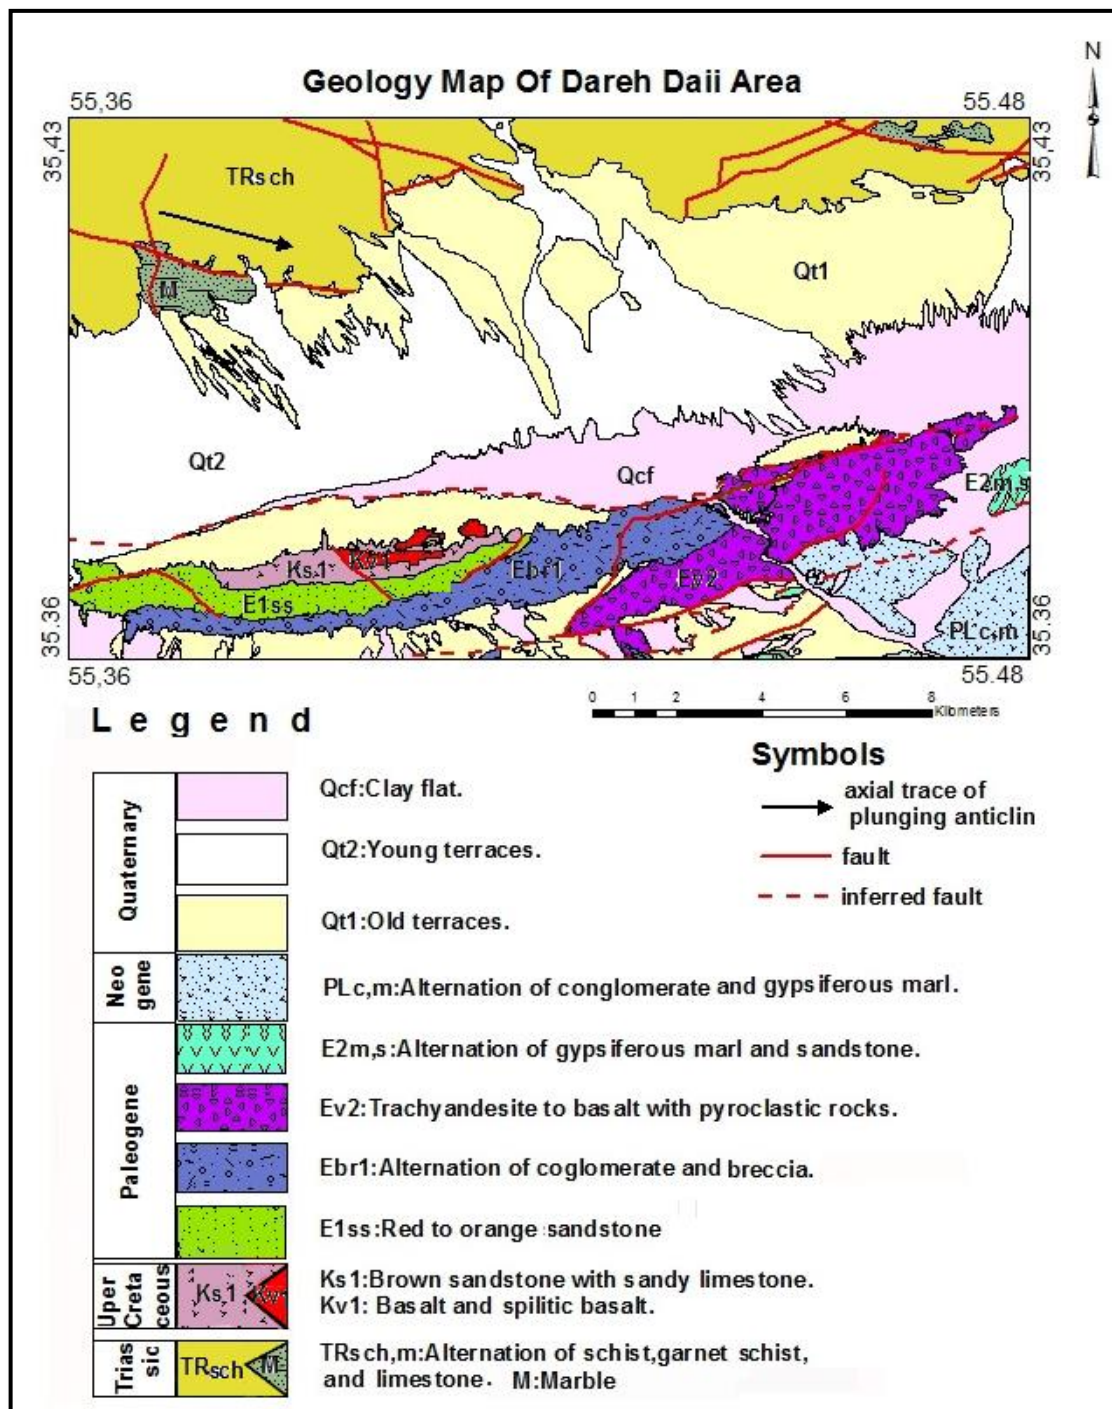 N
Geology Map Of Dareh Daii Area
55,36
55.48
35,43
35,43
TRsch
Qt1
M
Qt2
Qcf
E2m,s
Ks1
Kv1
Ebr1
Ev2
E1ss
PLc,m
35.36
35.36
55,36
55.48
0 1 2 4 6 8
Kilometers
Legend
Symbols
axial trace of
plunging anticlin
fault
inferred fault
Quaternary
Qcf:Clay flat.
Qt2:Young terraces.
Qt1:Old terraces.
Neo
gene
PLc,m:Alternation of conglomerate and gypsiferous marl.
Paleogene
E2m,s:Alternation of gypsiferous marl and sandstone.
Ev2:Trachyandesite to basalt with pyroclastic rocks.
Ebr1:Alternation of coglomerate and breccia.
E1ss:Red to orange sandstone
Uper
Creta
ceous
Ks1
Kv1
Ks1:Brown sandstone with sandy limestone.
Kv1: Basalt and spilitic basalt.
Trias
sic
TRsch
M
TRsch,m:Alternation of schist,garnet schist,
and limestone. M:Marble